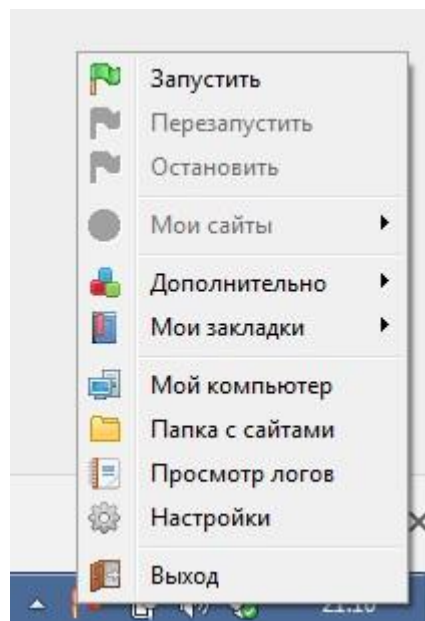 Запустить
Перезапустить
Остановить
Мои сайты
Дополнительно
Мои закладки
Мой компьютер
Папка с сайтами
Просмотр логов
Настройки
Выход